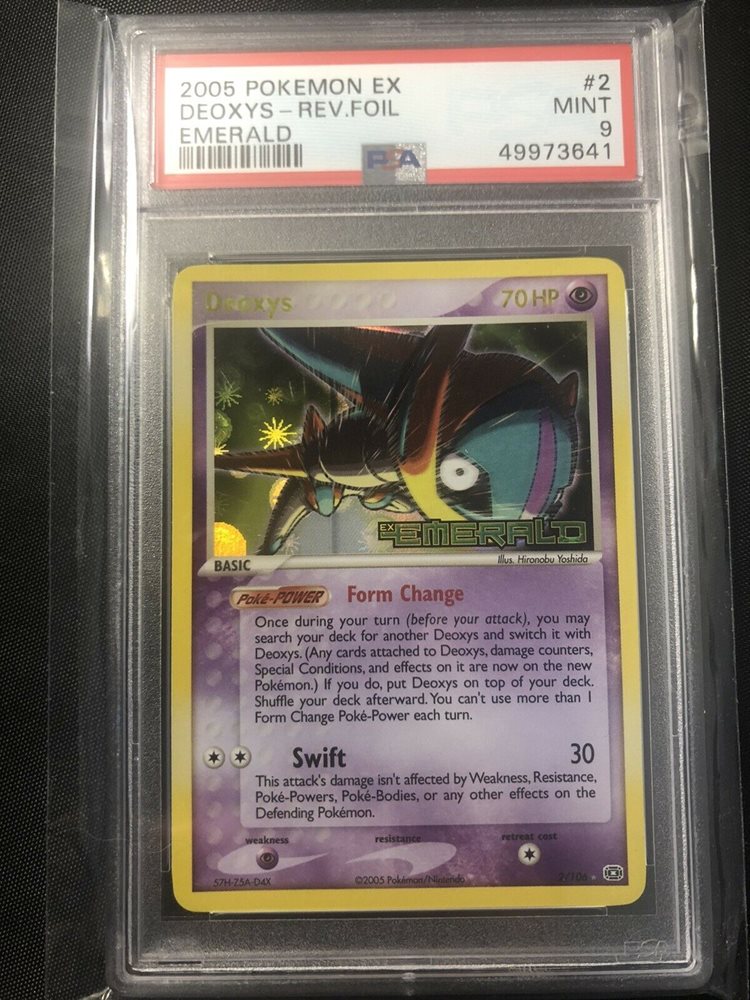 2005 POKEMON EX #2
DEOXYS-REV.FOIL MINT
EMERALD 9
PSA 49973641
Deoxys 70 HP
EX EMERALD
BASIC Illus. Hironobu Yoshida
Poké-POWER Form Change
Once during your turn (before your attack), you may
search your deck for another Deoxys and switch it with
Deoxys. (Any cards attached to Deoxys, damage counters,
Special Conditions, and effects on it are now on the new
Pokémon.) If you do, put Deoxys on top of your deck.
Shuffle your deck afterward. You can't use more than 1
Form Change Poké-Power each turn.
Swift 30
This attack's damage isn't affected by Weakness, Resistance,
Poké-Powers, Poké-Bodies, or any other effects on the
Defending Pokémon.
weakness resistance retreat cost
57H-Z5A-D4X ©2005 Pokémon/Nintendo 2/106
PSA